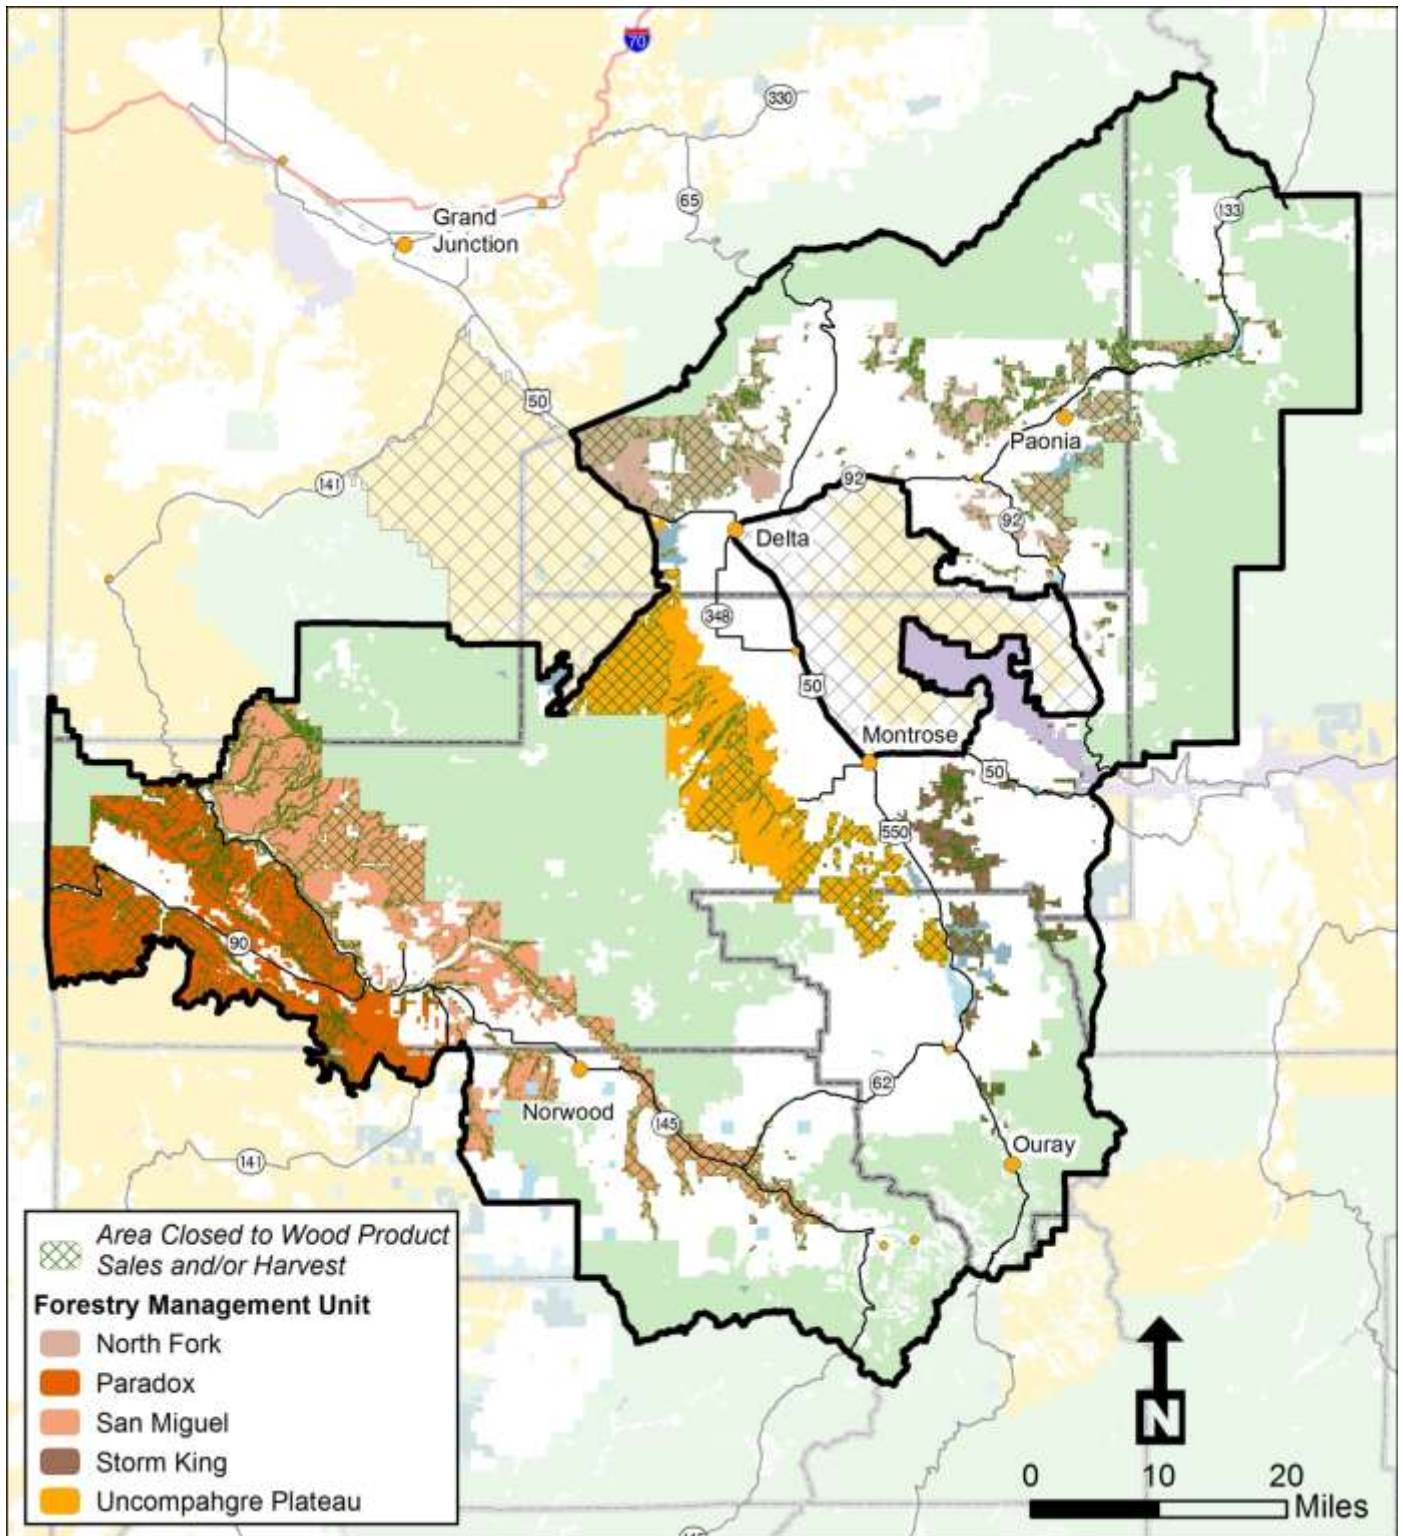 70
330
65
133
Grand
Junction
50
141
Paonia
92
92
Delta
348
50
Montrose
50
550
90
62
Norwood
145
141
Ouray
Area Closed to Wood Product
Sales and/or Harvest
Forestry Management Unit
North Fork
Paradox
San Miguel
Storm King
Uncompahgre Plateau
N
0 10 20
Miles